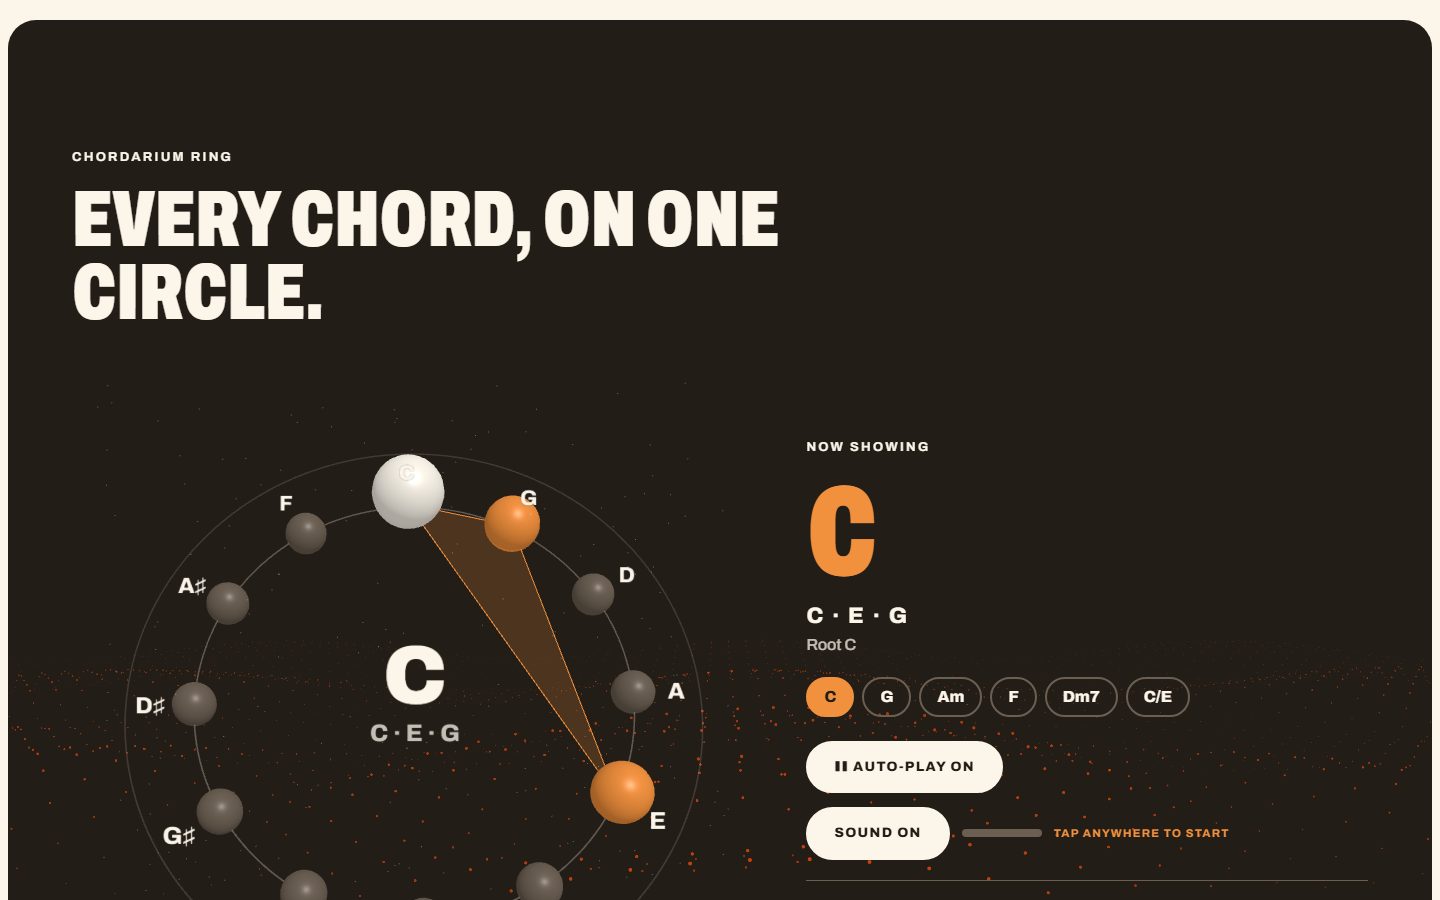 CHORDARIUM RING
EVERY CHORD, ON ONE
CIRCLE.
C
G
F
D
A♯
A
D♯
E
G♯
C
C·E·G
NOW SHOWING
C
C · E · G
Root C
C G Am F Dm7 C/E
AUTO-PLAY ON
SOUND ON
TAP ANYWHERE TO START